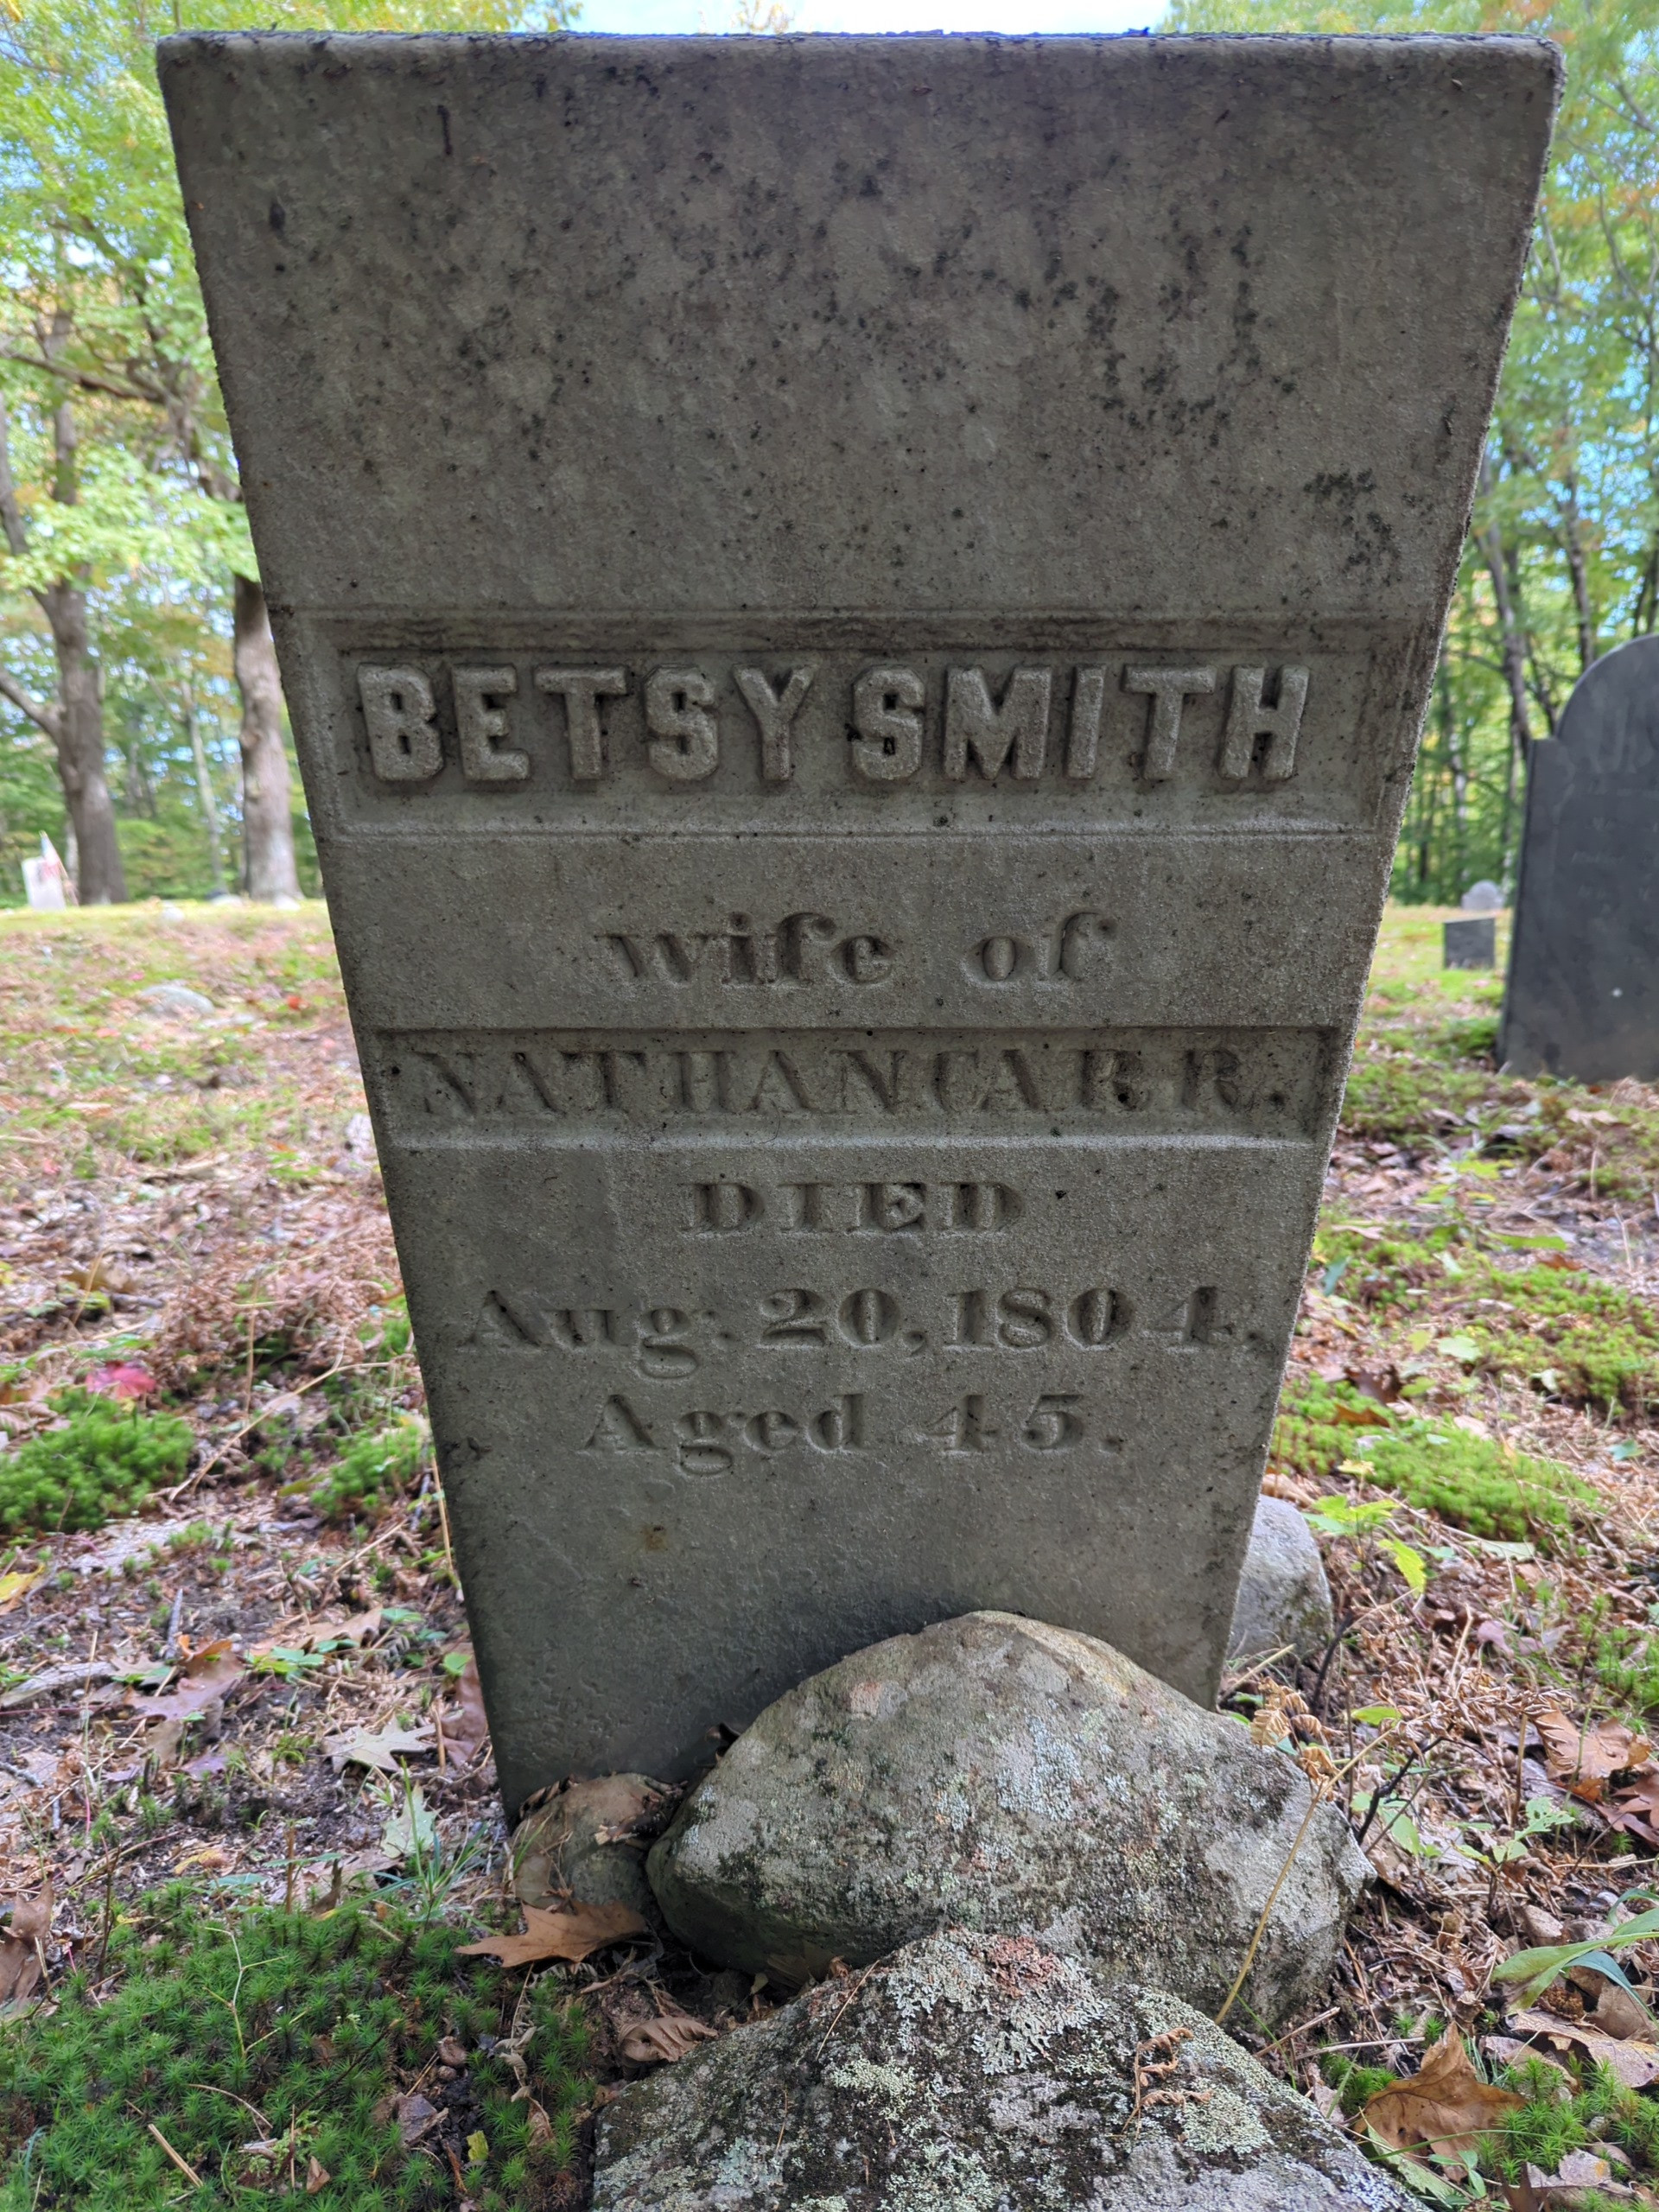 BETSY SMITH
wife of
NATHAN CARR.
DIED
Aug. 20, 1804.
Aged 45.